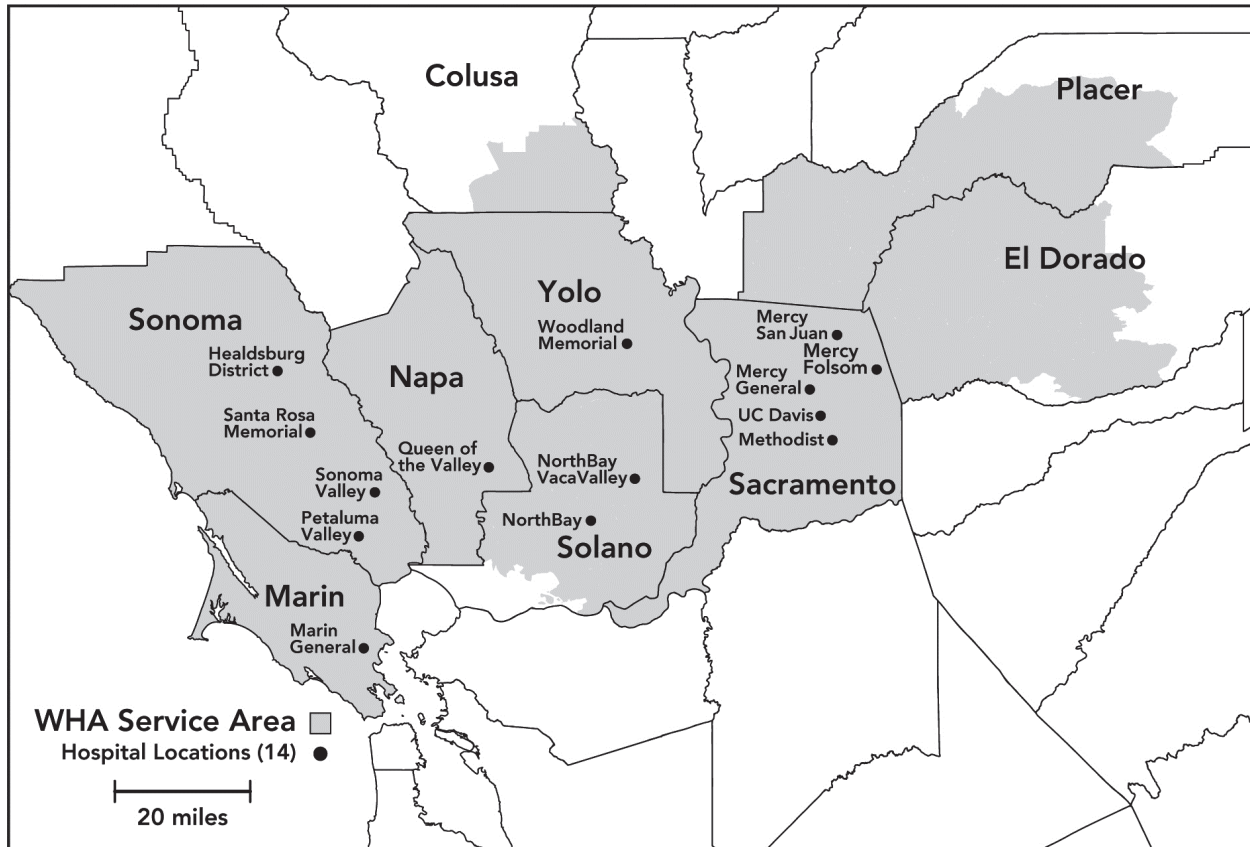 Colusa
Placer
El Dorado
Sonoma
Yolo
Woodland
Memorial
Mercy
San Juan
Mercy
Folsom
Mercy
General
UC Davis
Methodist
Sacramento
Healdsburg
District
Napa
Santa Rosa
Memorial
Queen of
the Valley
NorthBay
VacaValley
Sonoma
Valley
Petaluma
Valley
NorthBay
Solano
Marin
Marin
General
WHA Service Area
Hospital Locations (14)
20 miles